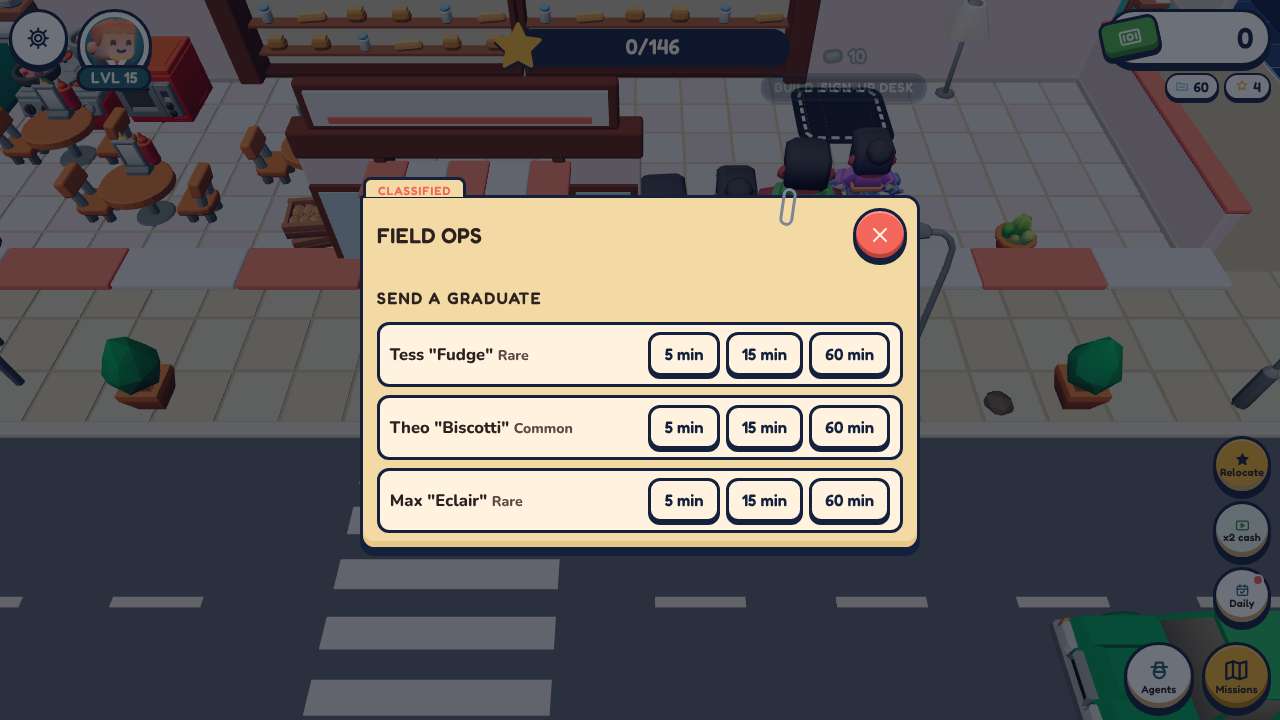 0/146
0
LVL 15
10
BUILD SIGN-UP DESK
60
4
CLASSIFIED
FIELD OPS
SEND A GRADUATE
Tess "Fudge" Rare 5 min 15 min 60 min
Theo "Biscotti" Common 5 min 15 min 60 min
Max "Eclair" Rare 5 min 15 min 60 min
Relocate
x2 cash
Daily
Agents
Missions